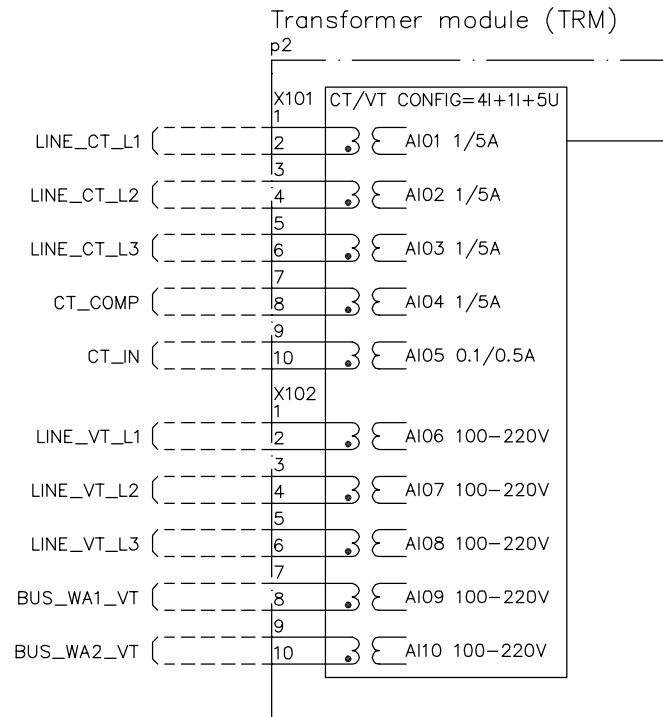 Transformer module (TRM)
p2
X101 CT/VT CONFIG=4I+1I+5U
1
LINE_CT_L1 2 AI01 1/5A
3
LINE_CT_L2 4 AI02 1/5A
5
LINE_CT_L3 6 AI03 1/5A
7
CT_COMP 8 AI04 1/5A
9
CT_IN 10 AI05 0.1/0.5A
X102
1
LINE_VT_L1 2 AI06 100-220V
3
LINE_VT_L2 4 AI07 100-220V
5
LINE_VT_L3 6 AI08 100-220V
7
BUS_WA1_VT 8 AI09 100-220V
9
BUS_WA2_VT 10 AI10 100-220V